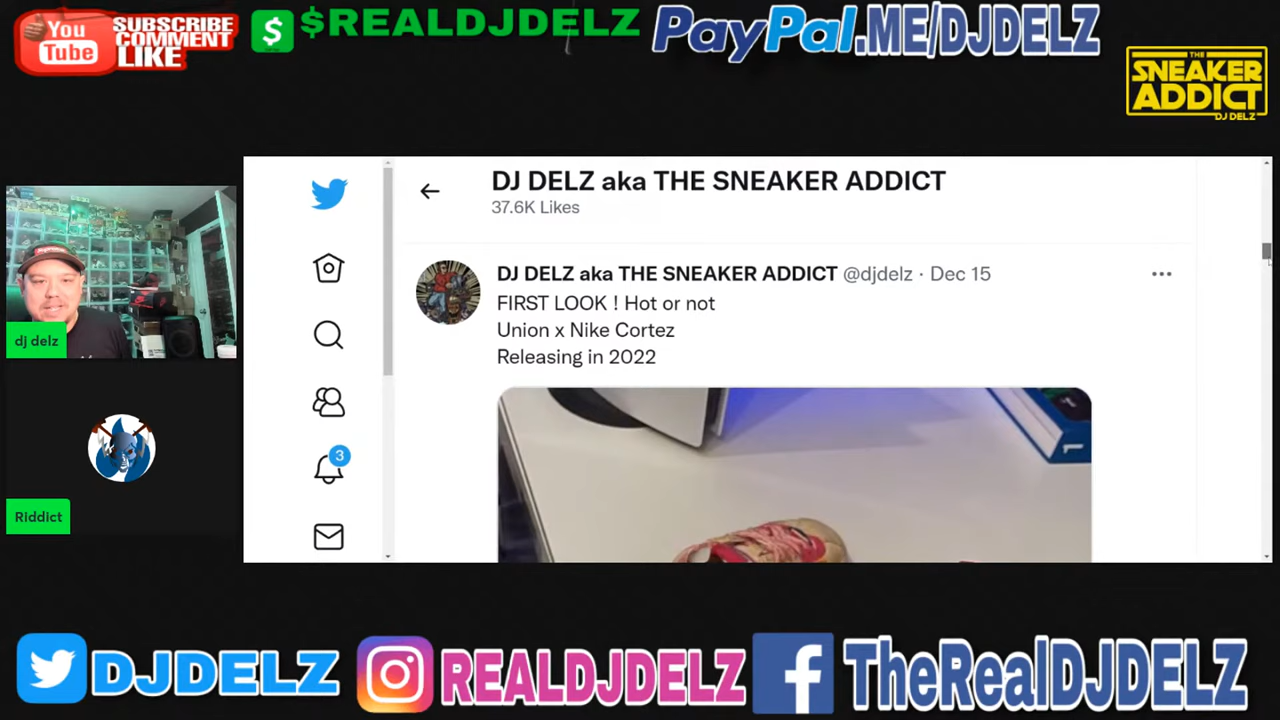 You
Tube
SUBSCRIBE
COMMENT
LIKE
$
$REALDJDELZ
PayPal.ME/DJDELZ
THE
SNEAKER
ADDICT
DJ DELZ
DJ DELZ aka THE SNEAKER ADDICT
37.6K Likes
DJ DELZ aka THE SNEAKER ADDICT @djdelz · Dec 15
FIRST LOOK ! Hot or not
Union x Nike Cortez
Releasing in 2022
3
dj delz
Riddict
DJDELZ
REALDJDELZ
TheRealDJDELZ